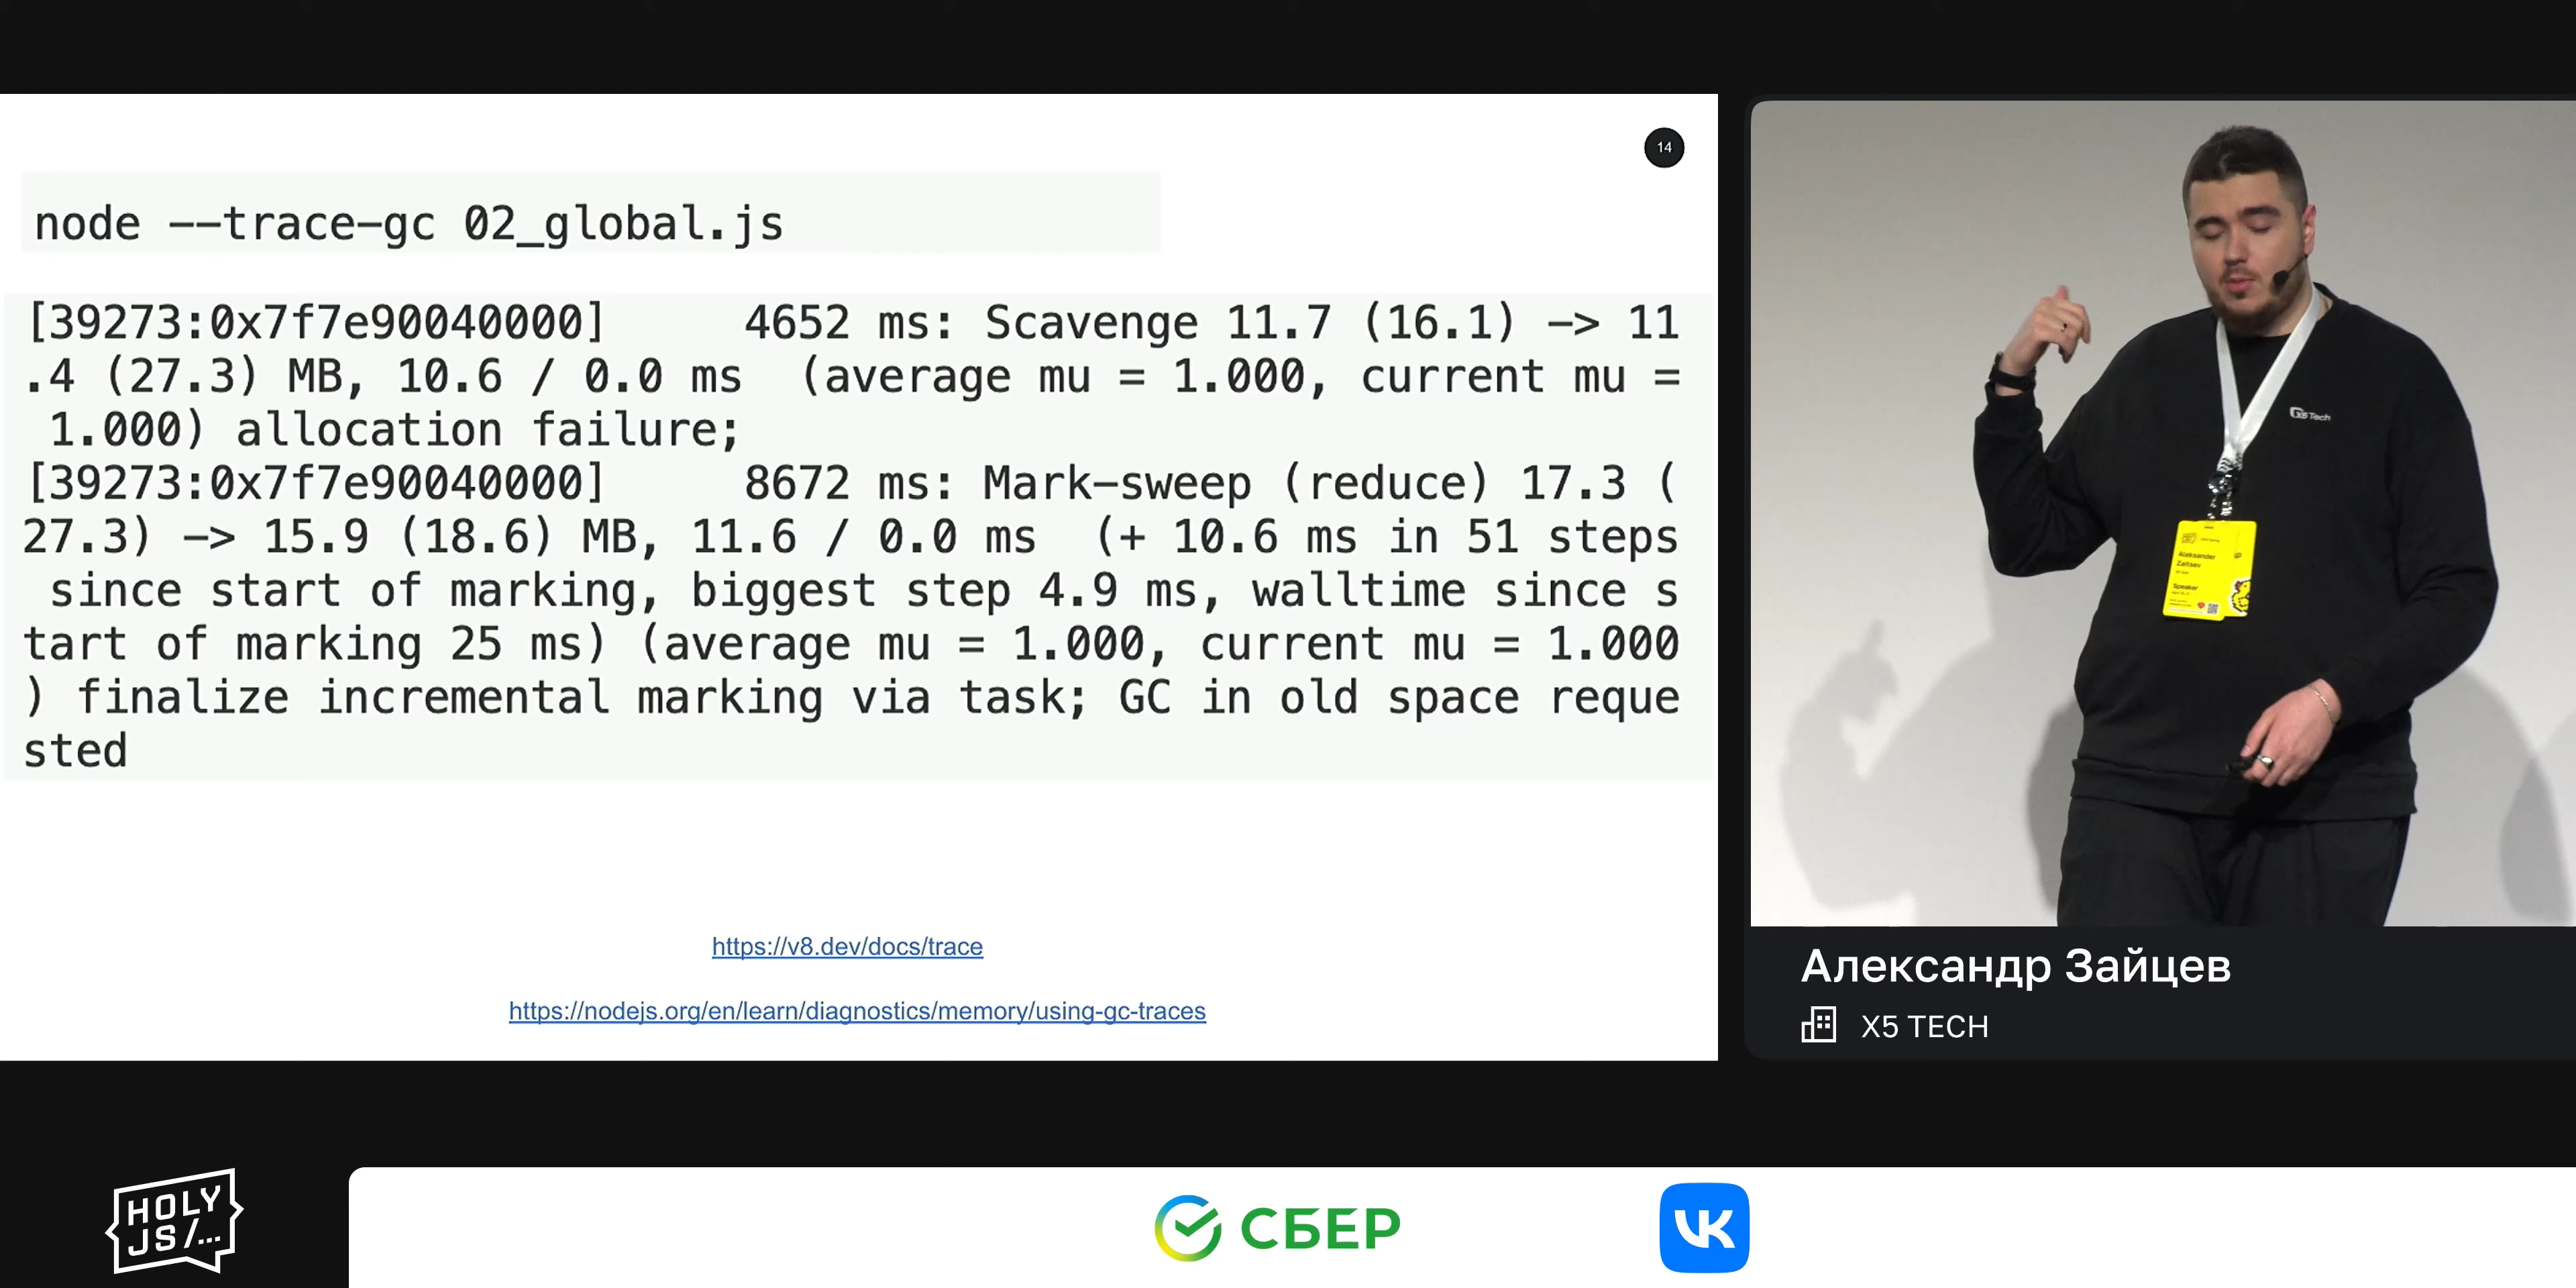 14
node --trace-gc 02_global.js
[39273:0x7f7e90040000]     4652 ms: Scavenge 11.7 (16.1) -> 11
.4 (27.3) MB, 10.6 / 0.0 ms  (average mu = 1.000, current mu =
 1.000) allocation failure;
[39273:0x7f7e90040000]     8672 ms: Mark-sweep (reduce) 17.3 (
27.3) -> 15.9 (18.6) MB, 11.6 / 0.0 ms  (+ 10.6 ms in 51 steps
 since start of marking, biggest step 4.9 ms, walltime since s
tart of marking 25 ms) (average mu = 1.000, current mu = 1.000
) finalize incremental marking via task; GC in old space reque
sted
https://v8.dev/docs/trace
https://nodejs.org/en/learn/diagnostics/memory/using-gc-traces
X5 Tech
Aleksander
Zaitsev
Speaker
Александр Зайцев
X5 TECH
HOLY
JS/...
СБЕР
VK